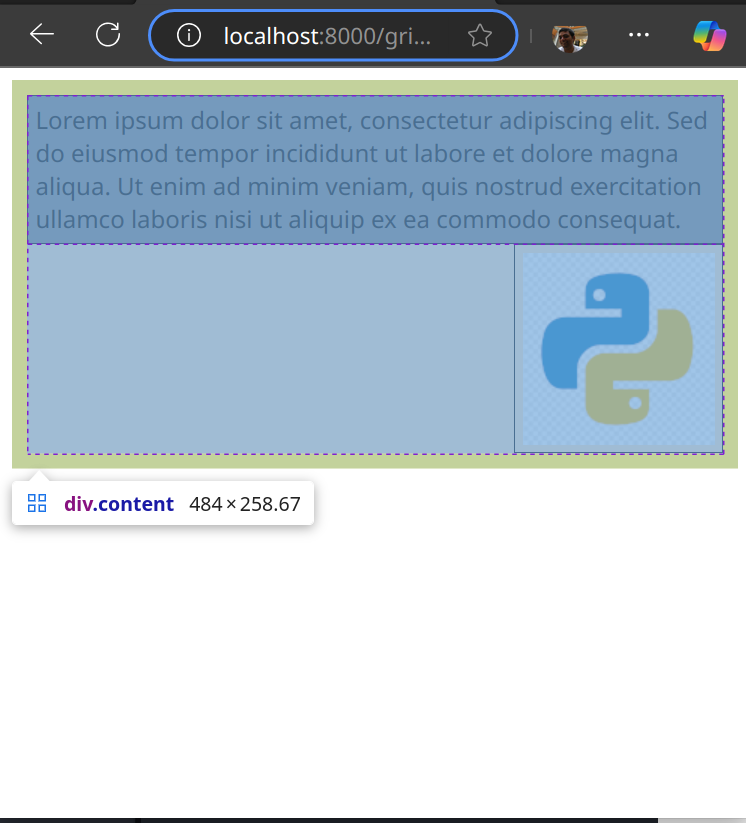 localhost:8000/gri...
Lorem ipsum dolor sit amet, consectetur adipiscing elit. Sed
do eiusmod tempor incididunt ut labore et dolore magna
aliqua. Ut enim ad minim veniam, quis nostrud exercitation
ullamco laboris nisi ut aliquip ex ea commodo consequat.
div.content 484×258.67